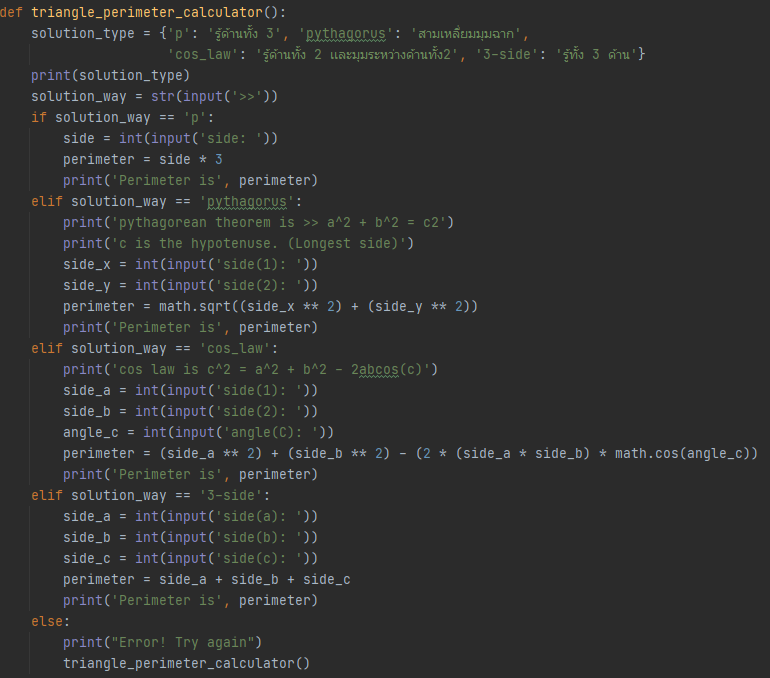 def triangle_perimeter_calculator():
    solution_type = {'p': 'รู้ด้านทั้ง 3', 'pythagorus': 'สามเหลี่ยมมุมฉาก',
                     'cos_law': 'รู้ด้านทั้ง 2 และมุมระหว่างด้านทั้ง2', '3-side': 'รู้ทั้ง 3 ด้าน'}
    print(solution_type)
    solution_way = str(input('>>'))
    if solution_way == 'p':
        side = int(input('side: '))
        perimeter = side * 3
        print('Perimeter is', perimeter)
    elif solution_way == 'pythagorus':
        print('pythagorean theorem is >> a^2 + b^2 = c2')
        print('c is the hypotenuse. (Longest side)')
        side_x = int(input('side(1): '))
        side_y = int(input('side(2): '))
        perimeter = math.sqrt((side_x ** 2) + (side_y ** 2))
        print('Perimeter is', perimeter)
    elif solution_way == 'cos_law':
        print('cos law is c^2 = a^2 + b^2 - 2abcos(c)')
        side_a = int(input('side(1): '))
        side_b = int(input('side(2): '))
        angle_c = int(input('angle(C): '))
        perimeter = (side_a ** 2) + (side_b ** 2) - (2 * (side_a * side_b) * math.cos(angle_c))
        print('Perimeter is', perimeter)
    elif solution_way == '3-side':
        side_a = int(input('side(a): '))
        side_b = int(input('side(b): '))
        side_c = int(input('side(c): '))
        perimeter = side_a + side_b + side_c
        print('Perimeter is', perimeter)
    else:
        print("Error! Try again")
        triangle_perimeter_calculator()